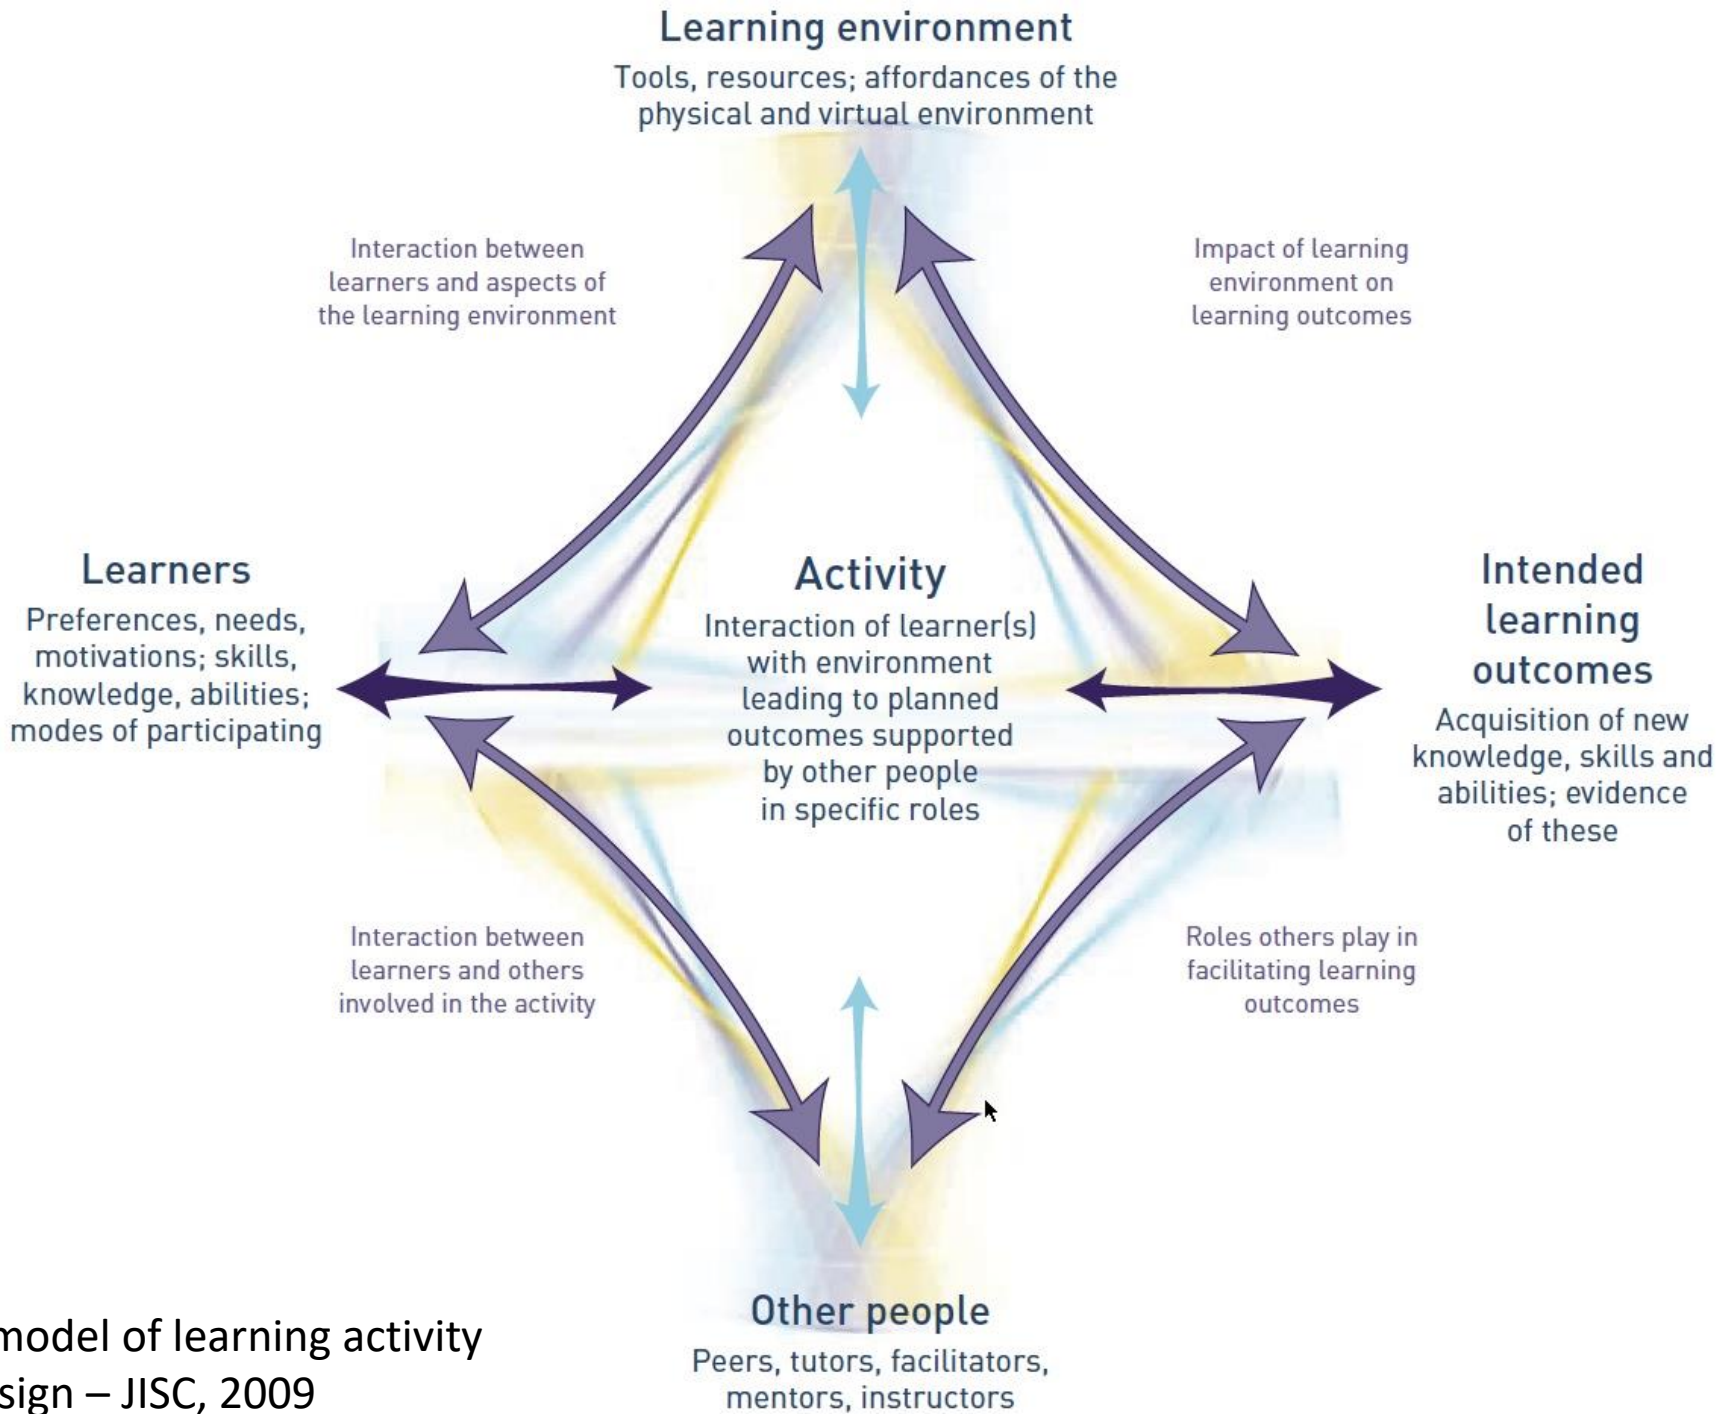 Learning environment
Tools, resources; affordances of the
physical and virtual environment
Interaction between
learners and aspects of
the learning environment
Impact of learning
environment on
learning outcomes
Learners
Preferences, needs,
motivations; skills,
knowledge, abilities;
modes of participating
Activity
Interaction of learner(s)
with environment
leading to planned
outcomes supported
by other people
in specific roles
Intended
learning
outcomes
Acquisition of new
knowledge, skills and
abilities; evidence
of these
Interaction between
learners and others
involved in the activity
Roles others play in
facilitating learning
outcomes
Other people
Peers, tutors, facilitators,
mentors, instructors
model of learning activity
sign – JISC, 2009